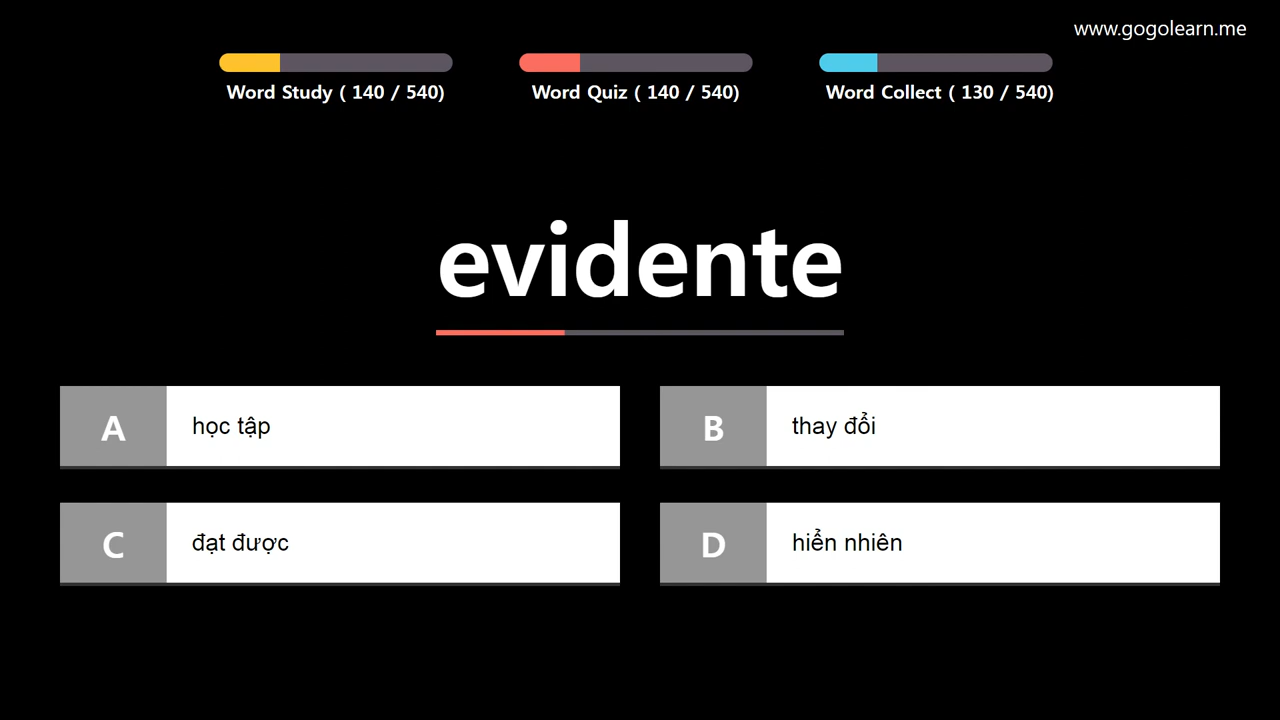 www.gogolearn.me
Word Study ( 140 / 540)
Word Quiz ( 140 / 540)
Word Collect ( 130 / 540)
evidente
A học tập
B thay đổi
C đạt được
D hiển nhiên